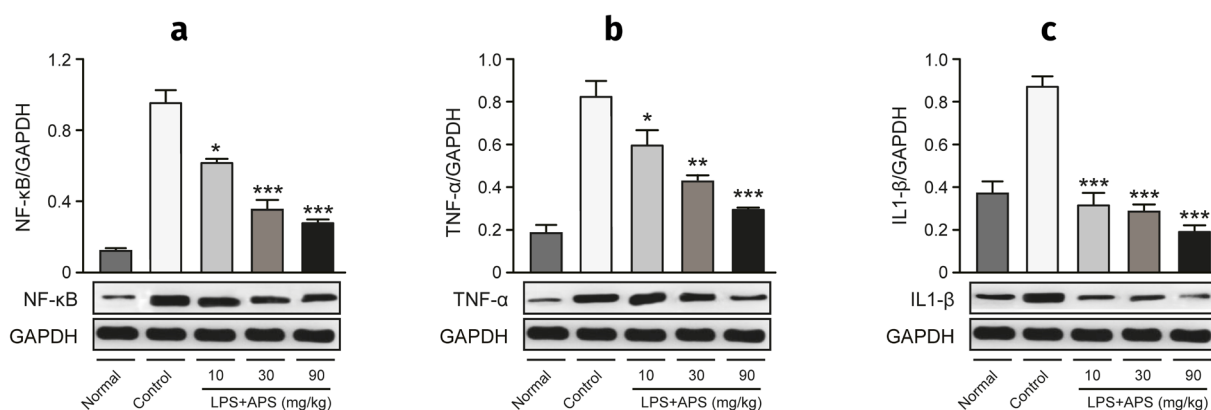 a
NF-κB/GAPDH
1.2
0.8
0.4
0
*
***
***
NF-κB
GAPDH
Normal
Control
10
30
90
LPS+APS (mg/kg)
b
TNF-α/GAPDH
1.0
0.8
0.6
0.4
0.2
0
*
**
***
TNF-α
GAPDH
Normal
Control
10
30
90
LPS+APS (mg/kg)
c
IL1-β/GAPDH
1.0
0.8
0.6
0.4
0.2
0
***
***
***
IL1-β
GAPDH
Normal
Control
10
30
90
LPS+APS (mg/kg)